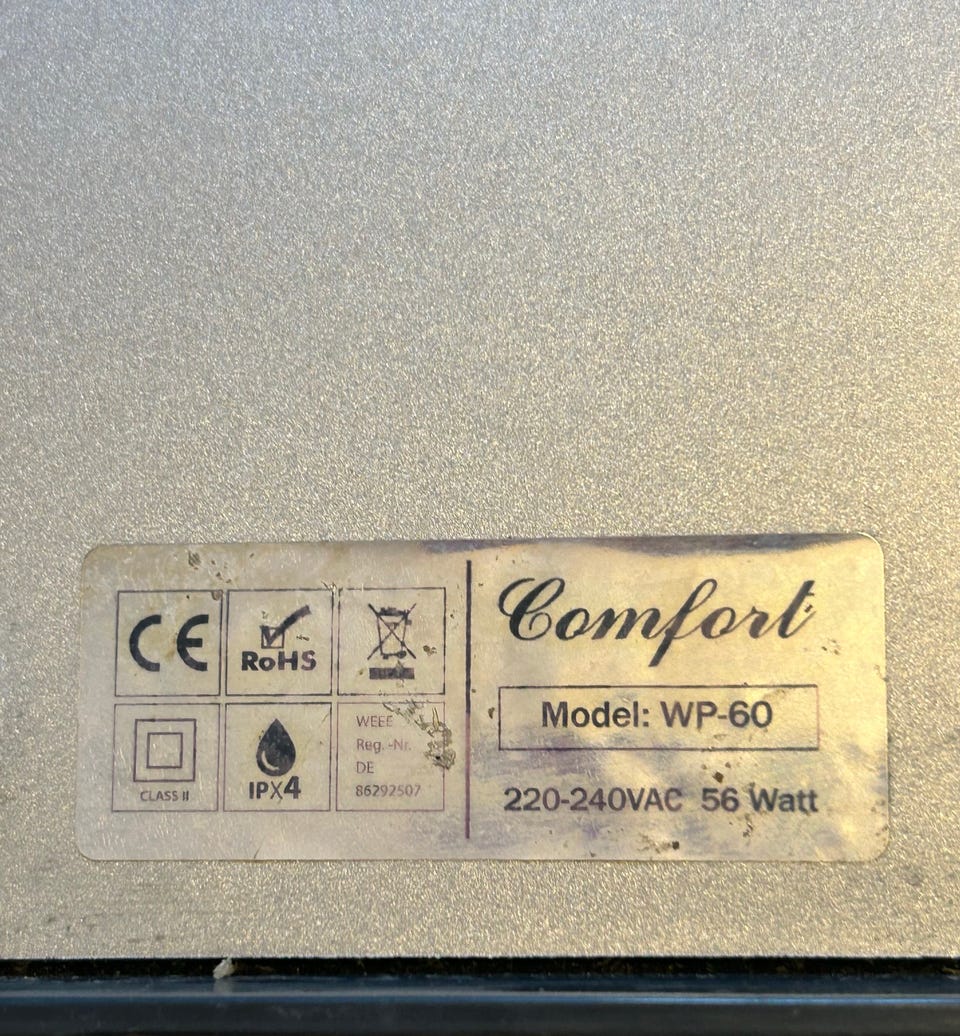 CE
RoHS
CLASS II
IPX4
WEEE
Reg. -Nr.
DE
86292507
Comfort
Model: WP-60
220-240VAC 56 Watt